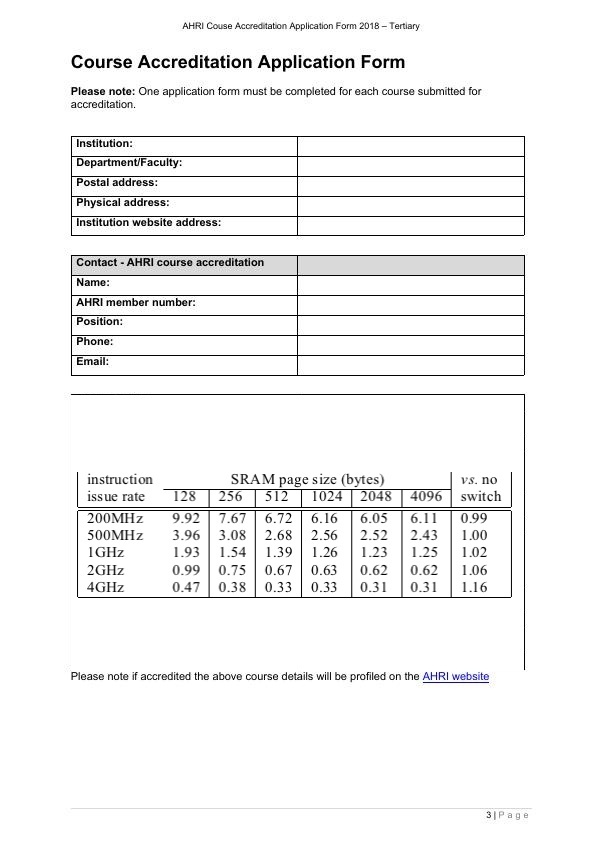 AHRI Couse Accreditation Application Form 2018 – Tertiary
Course Accreditation Application Form
Please note: One application form must be completed for each course submitted for
accreditation.
Institution:
Department/Faculty:
Postal address:
Physical address:
Institution website address:
Contact - AHRI course accreditation
Name:
AHRI member number:
Position:
Phone:
Email:
instruction SRAM page size (bytes) vs. no
issue rate 128 256 512 1024 2048 4096 switch
200MHz 9.92 7.67 6.72 6.16 6.05 6.11 0.99
500MHz 3.96 3.08 2.68 2.56 2.52 2.43 1.00
1GHz 1.93 1.54 1.39 1.26 1.23 1.25 1.02
2GHz 0.99 0.75 0.67 0.63 0.62 0.62 1.06
4GHz 0.47 0.38 0.33 0.33 0.31 0.31 1.16
Please note if accredited the above course details will be profiled on the AHRI website
3 | P a g e